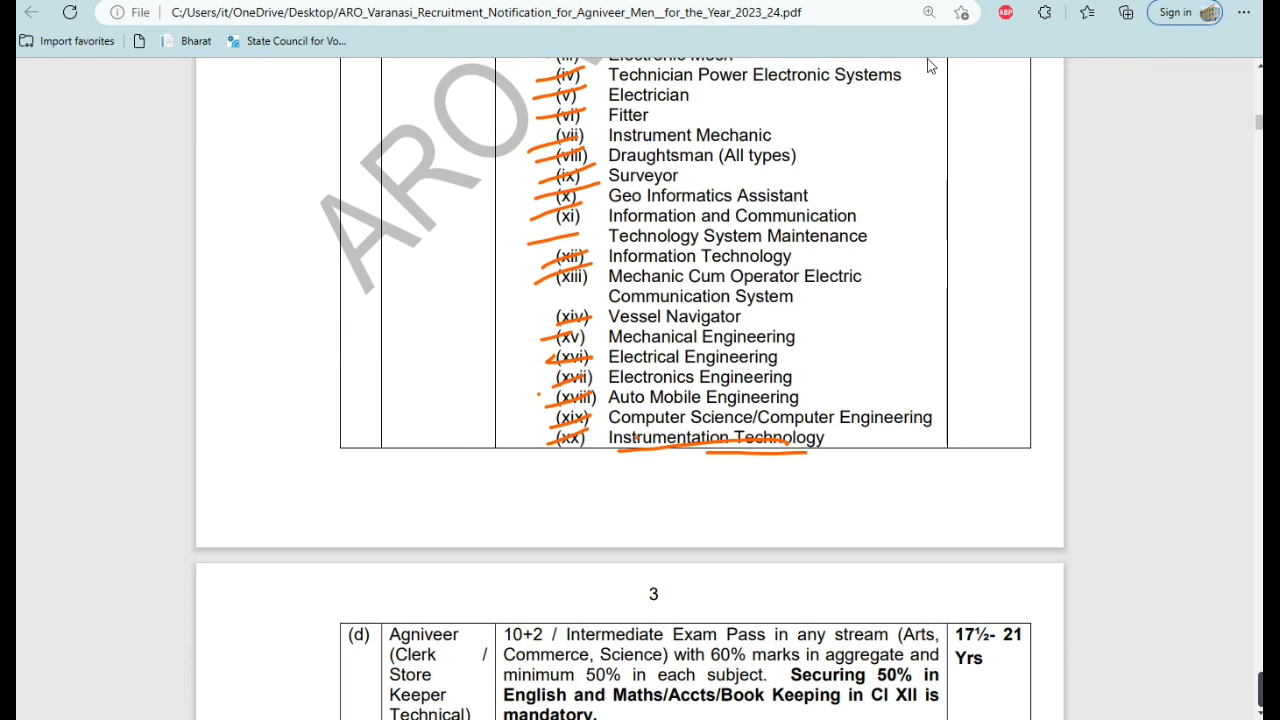 File C:/Users/it/OneDrive/Desktop/ARO_Varanasi_Recruitment_Notification_for_Agniveer_Men__for_the_Year_2023_24.pdf ABP Sign in
Import favorites Bharat State Council for Vo...
(iii) Electronic Mech
(iv) Technician Power Electronic Systems
(v) Electrician
(vi) Fitter
(vii) Instrument Mechanic
(viii) Draughtsman (All types)
(ix) Surveyor
(x) Geo Informatics Assistant
(xi) Information and Communication
Technology System Maintenance
(xii) Information Technology
(xiii) Mechanic Cum Operator Electric
Communication System
(xiv) Vessel Navigator
(xv) Mechanical Engineering
(xvi) Electrical Engineering
(xvii) Electronics Engineering
(xviii) Auto Mobile Engineering
(xix) Computer Science/Computer Engineering
(xx) Instrumentation Technology
ARO
3
(d) Agniveer 10+2 / Intermediate Exam Pass in any stream (Arts, 17½- 21
(Clerk / Commerce, Science) with 60% marks in aggregate and Yrs
Store minimum 50% in each subject. Securing 50% in
Keeper English and Maths/Accts/Book Keeping in Cl XII is
Technical) mandatory.